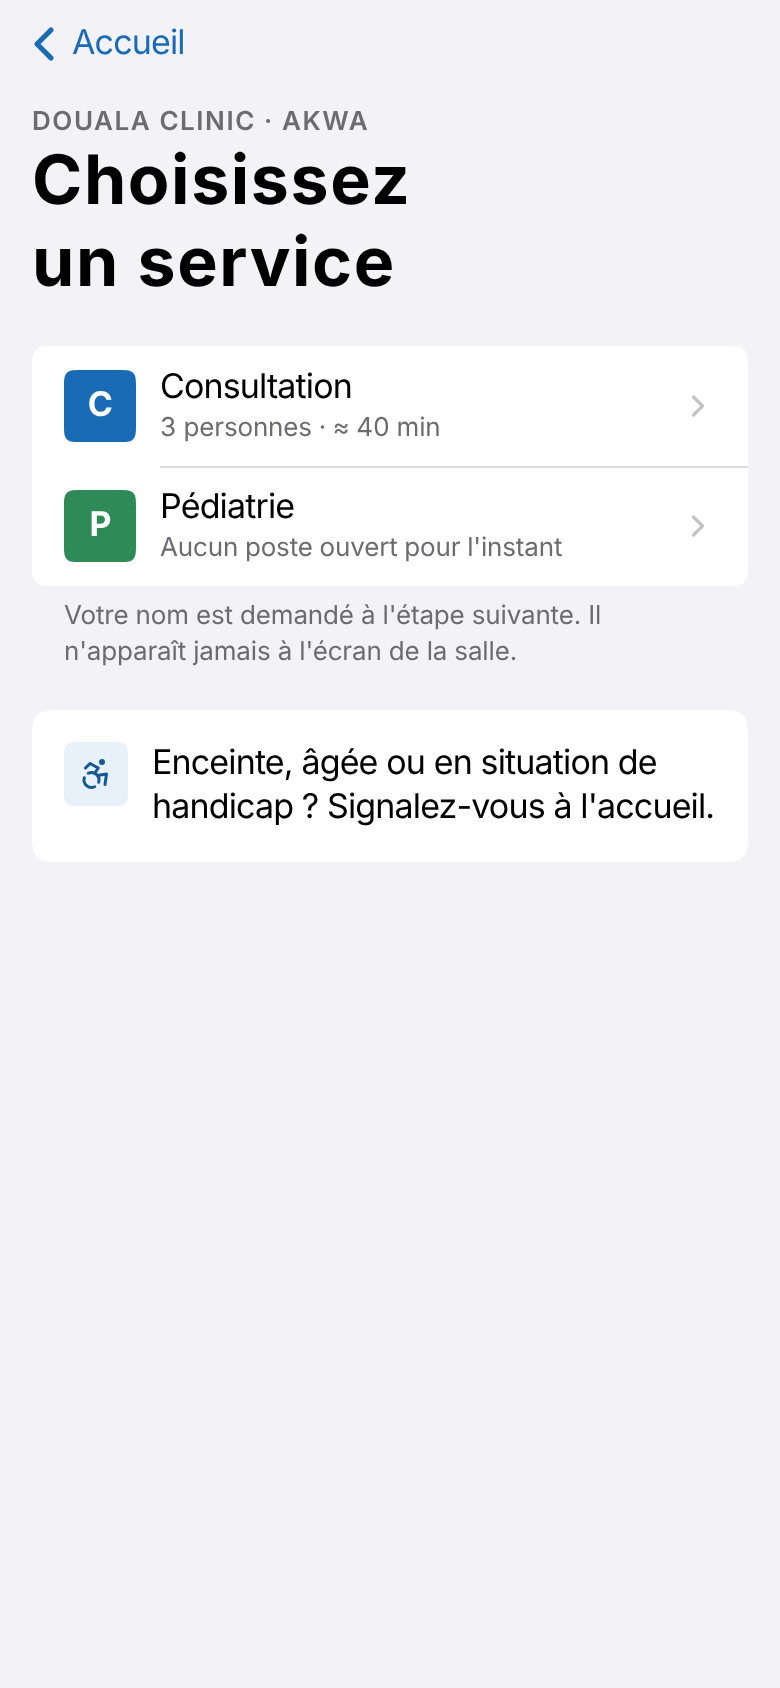 Accueil
DOUALA CLINIC · AKWA
Choisissez
un service
C
Consultation
3 personnes · ≈ 40 min
P
Pédiatrie
Aucun poste ouvert pour l'instant
Votre nom est demandé à l'étape suivante. Il
n'apparaît jamais à l'écran de la salle.
Enceinte, âgée ou en situation de
handicap ? Signalez-vous à l'accueil.